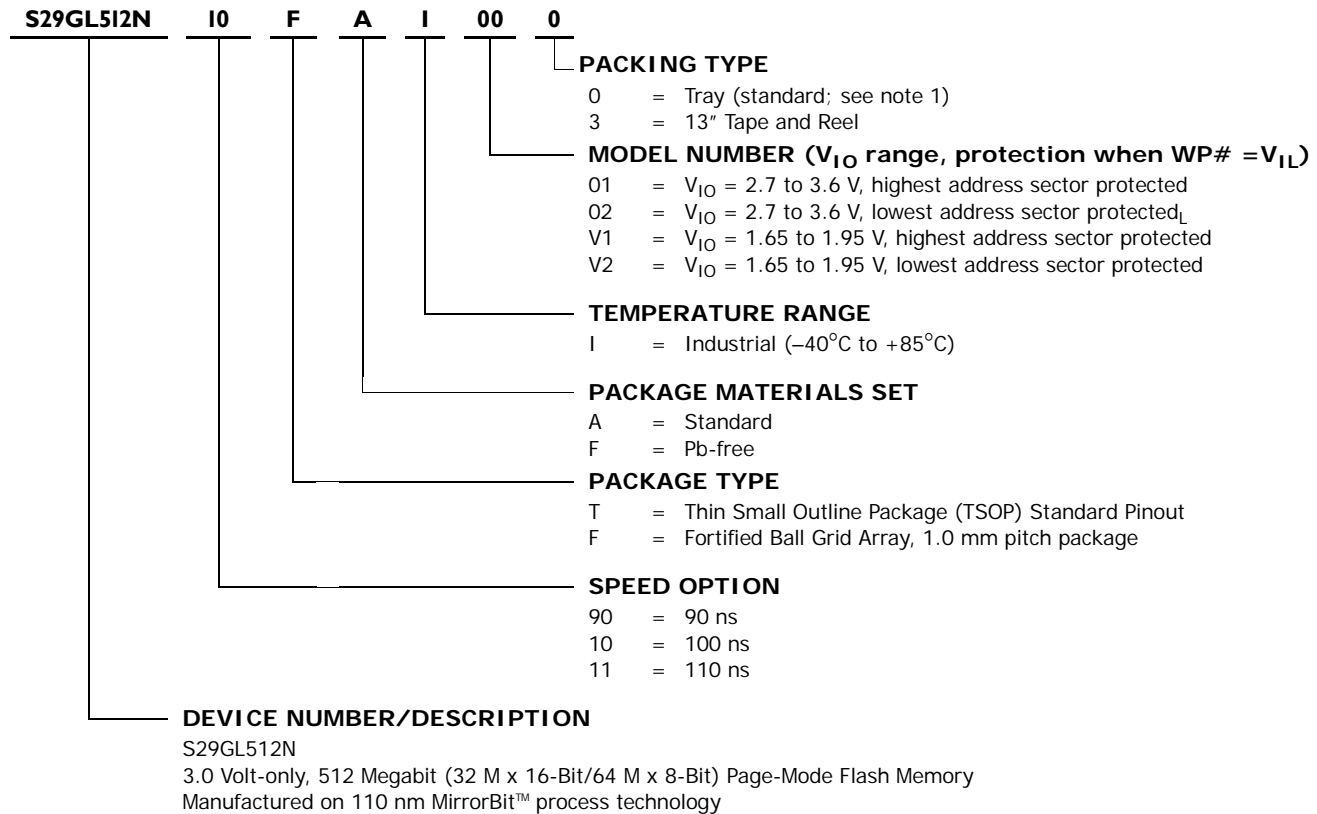 S29GL512N 10 F A I 00 0
PACKING TYPE
0 = Tray (standard; see note 1)
3 = 13” Tape and Reel
MODEL NUMBER (VIO range, protection when WP# =VIL)
01 = VIO = 2.7 to 3.6 V, highest address sector protected
02 = VIO = 2.7 to 3.6 V, lowest address sector protectedL
V1 = VIO = 1.65 to 1.95 V, highest address sector protected
V2 = VIO = 1.65 to 1.95 V, lowest address sector protected
TEMPERATURE RANGE
I = Industrial (–40°C to +85°C)
PACKAGE MATERIALS SET
A = Standard
F = Pb-free
PACKAGE TYPE
T = Thin Small Outline Package (TSOP) Standard Pinout
F = Fortified Ball Grid Array, 1.0 mm pitch package
SPEED OPTION
90 = 90 ns
10 = 100 ns
11 = 110 ns
DEVICE NUMBER/DESCRIPTION
S29GL512N
3.0 Volt-only, 512 Megabit (32 M x 16-Bit/64 M x 8-Bit) Page-Mode Flash Memory
Manufactured on 110 nm MirrorBit™ process technology